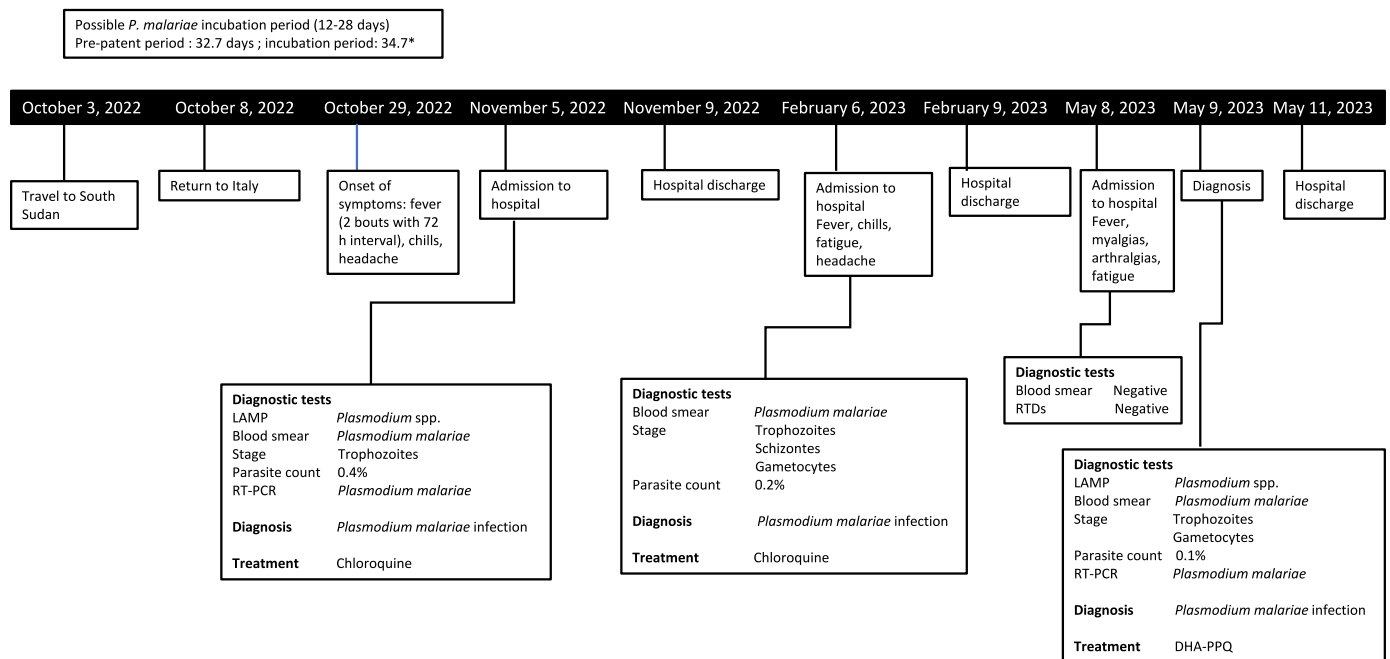 Possible P. malariae incubation period (12-28 days)
Pre-patent period : 32.7 days ; incubation period: 34.7*
October 3, 2022
October 8, 2022
October 29, 2022
November 5, 2022
November 9, 2022
February 6, 2023
February 9, 2023
May 8, 2023
May 9, 2023
May 11, 2023
Travel to South
Sudan
Return to Italy
Onset of
symptoms: fever
(2 bouts with 72
h interval), chills,
headache
Admission to
hospital
Hospital discharge
Admission to
hospital
Fever, chills,
fatigue,
headache
Hospital
discharge
Admission
to hospital
Fever,
myalgias,
arthralgias,
fatigue
Diagnosis
Hospital
discharge
Diagnostic tests
LAMP Plasmodium spp.
Blood smear Plasmodium malariae
Stage Trophozoites
Parasite count 0.4%
RT-PCR Plasmodium malariae
Diagnosis Plasmodium malariae infection
Treatment Chloroquine
Diagnostic tests
Blood smear Plasmodium malariae
Stage Trophozoites
Schizontes
Gametocytes
Parasite count 0.2%
Diagnosis Plasmodium malariae infection
Treatment Chloroquine
Diagnostic tests
Blood smear Negative
RTDs Negative
Diagnostic tests
LAMP Plasmodium spp.
Blood smear Plasmodium malariae
Stage Trophozoites
Gametocytes
Parasite count 0.1%
RT-PCR Plasmodium malariae
Diagnosis Plasmodium malariae infection
Treatment DHA-PPQ